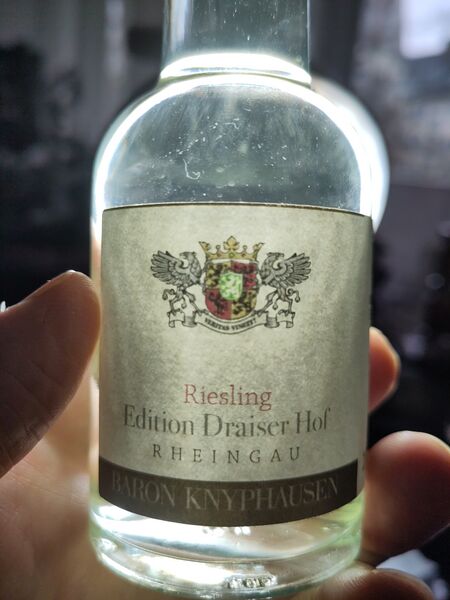 VERITAS VINCIT
Riesling
Edition Draiser Hof
RHEINGAU
BARON KNYPHAUSEN